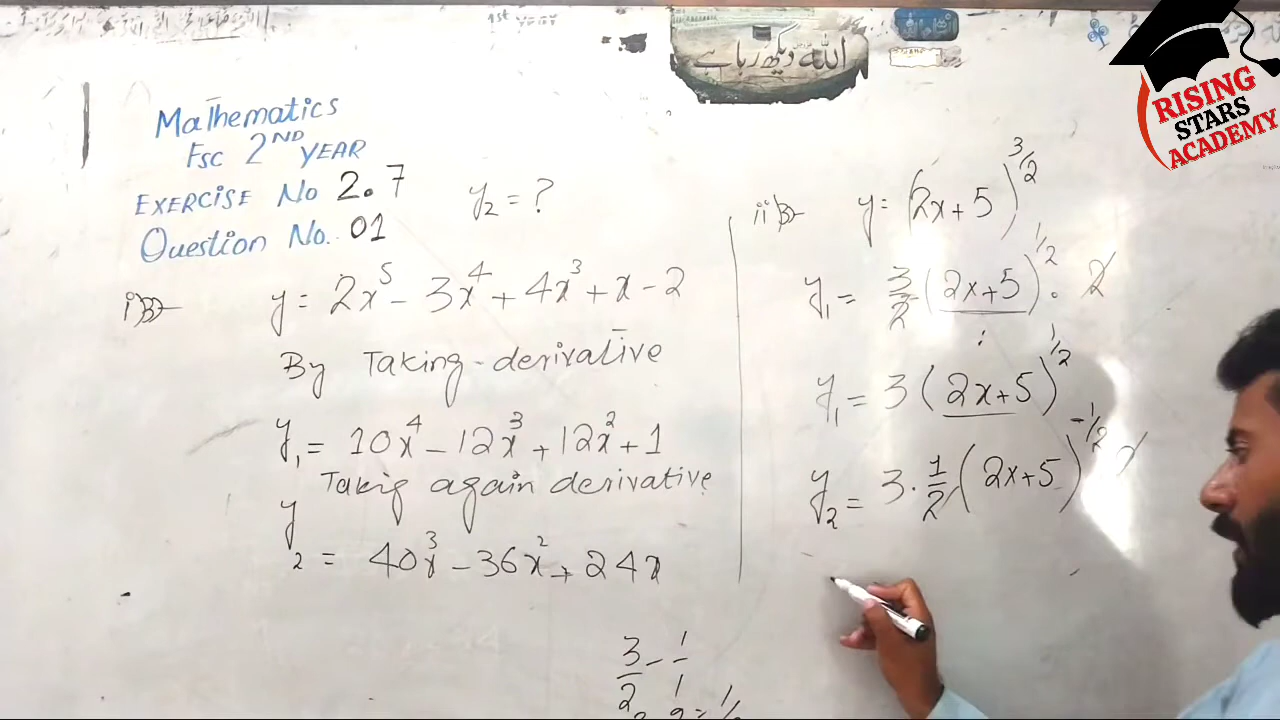 1st
اللہ دیکھ رہا ہے
RISING
STARS
ACADEMY
Mathematics
Fsc 2ND YEAR
EXERCISE No 2.7
Question No. 01
y₂ = ?
i)
y = 2x⁵ - 3x⁴ + 4x³ + x - 2
By Taking derivative
y₁ = 10x⁴ - 12x³ + 12x² + 1
Takig again derivative
y₂ = 40x³ - 36x² + 24x
ii) y = (2x+5)^3/2
y₁ = 3/2 (2x+5)^1/2 · 2
y₁ = 3 (2x+5)^1/2
y₂ = 3 · 1/2 (2x+5)^-1/2
3/2 - 1/1